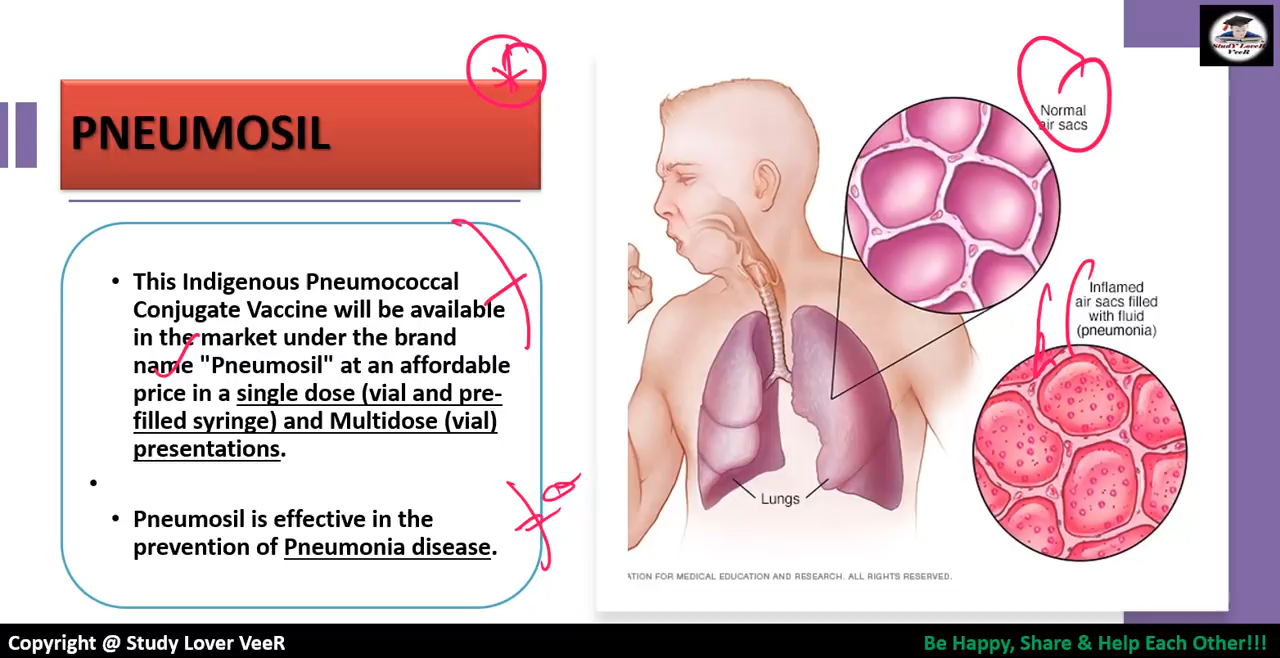 StudY LoveR
VeeR
PNEUMOSIL
• This Indigenous Pneumococcal
Conjugate Vaccine will be available
in the market under the brand
name "Pneumosil" at an affordable
price in a single dose (vial and pre-
filled syringe) and Multidose (vial)
presentations.
•
• Pneumosil is effective in the
prevention of Pneumonia disease.
Normal
air sacs
Inflamed
air sacs filled
with fluid
(pneumonia)
Lungs
ATION FOR MEDICAL EDUCATION AND RESEARCH. ALL RIGHTS RESERVED.
Copyright @ Study Lover VeeR
Be Happy, Share & Help Each Other!!!